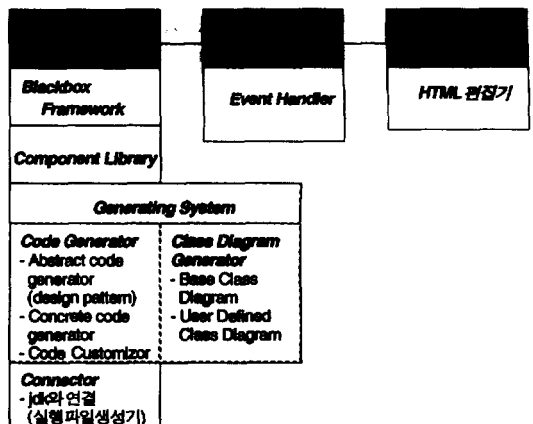 Blackbox
Framework
Event Handler
HTML 편집기
Component Library
Generating System
Code Generator
- Abstract code
generator
(design pattern)
- Concrete code
generator
- Code Customizor
Class Diagram
Generator
- Base Class
Diagram
- User Defined
Class Diagram
Connector
- jdk와 연결
(실행파일생성기)